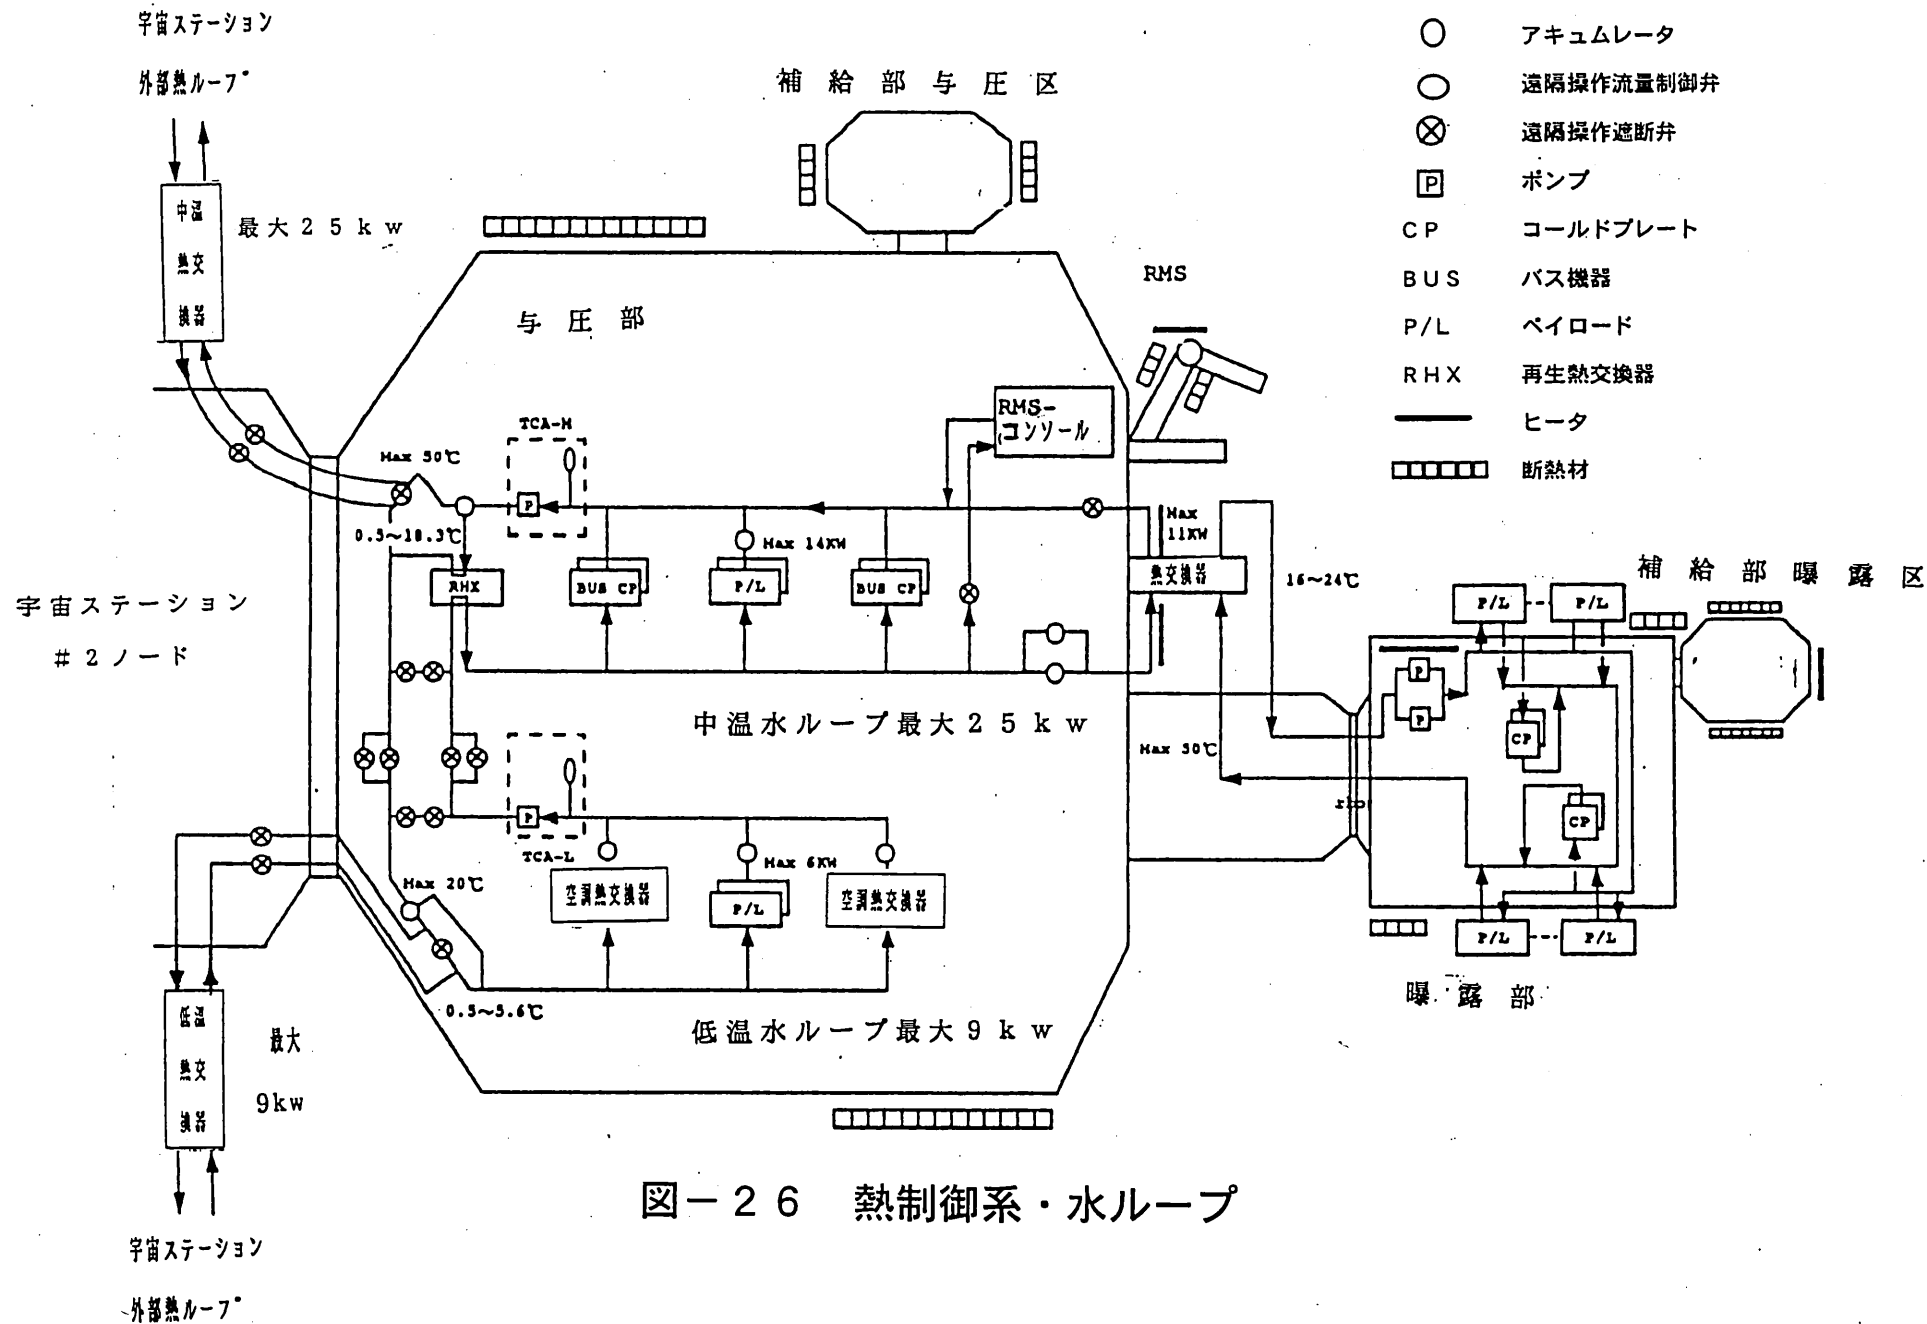 宇宙ステーション
外部熱ループ
中温
熱交
換器
最大25kw
補給部与圧区
アキュムレータ
遠隔操作流量制御弁
遠隔操作遮断弁
P ポンプ
CP コールドプレート
BUS バス機器
P/L ペイロード
RHX 再生熱交換器
ヒータ
断熱材
与圧部
RMS
RMS-
コンソール
TCA-H
Max 50℃
P
0.5～18.3℃
Max 14KW
Max
11KW
RHX
BUS CP
P/L
BUS CP
熱交換器
16～24℃
補給部曝露区
宇宙ステーション
#2ノード
P/L
P/L
P
P
CP
中温水ループ最大25kw
Max 50℃
P
TCA-L
Max 6KW
CP
Max 20℃
空調熱交換器
P/L
空調熱交換器
P/L
P/L
曝露部
0.5～5.6℃
低温水ループ最大9kw
低温
熱交
換器
最大
9kw
図－26 熱制御系・水ループ
宇宙ステーション
外部熱ループ